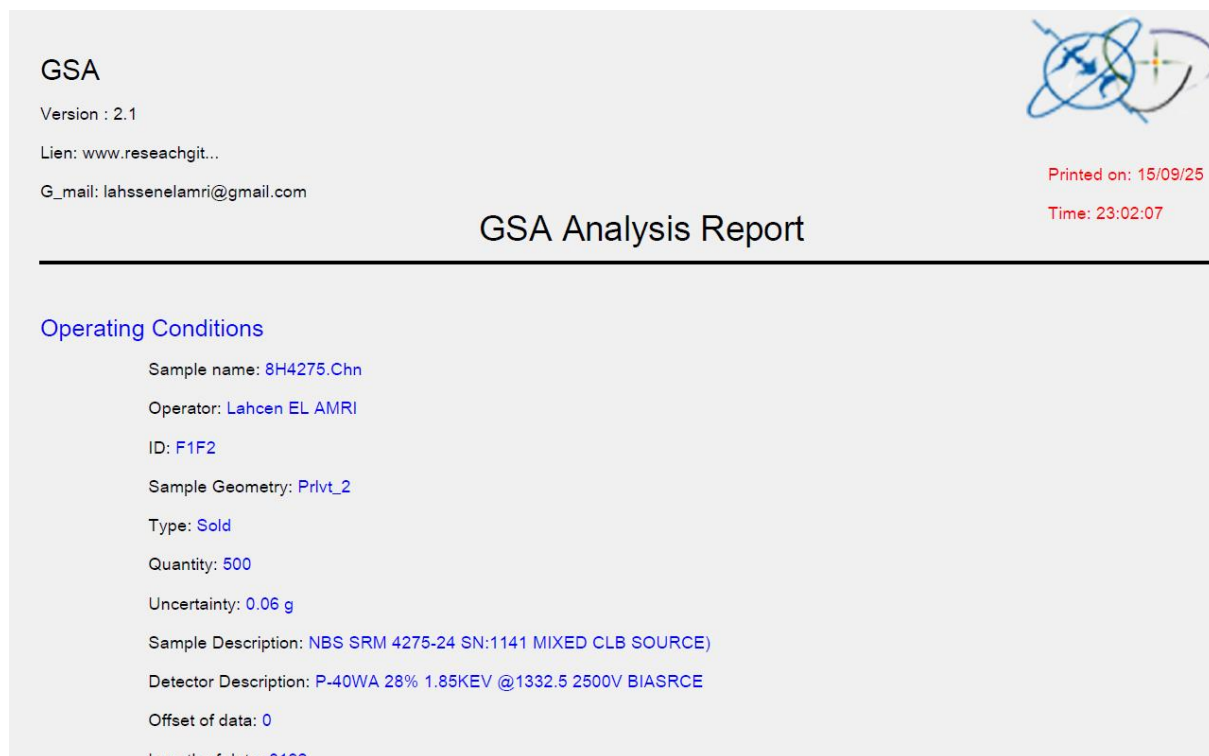 GSA
Version : 2.1
Lien: www.reseachgit...
G_mail: lahssenelamri@gmail.com
Printed on: 15/09/25
Time: 23:02:07
GSA Analysis Report
Operating Conditions
Sample name: 8H4275.Chn
Operator: Lahcen EL AMRI
ID: F1F2
Sample Geometry: Prlvt_2
Type: Sold
Quantity: 500
Uncertainty: 0.06 g
Sample Description: NBS SRM 4275-24 SN:1141 MIXED CLB SOURCE)
Detector Description: P-40WA 28% 1.85KEV @1332.5 2500V BIASRCE
Offset of data: 0